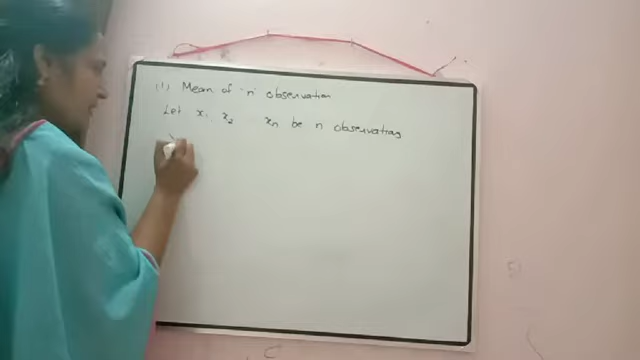 (1) Mean of 'n' observation
Let x₁ x₂ xₙ be n observations